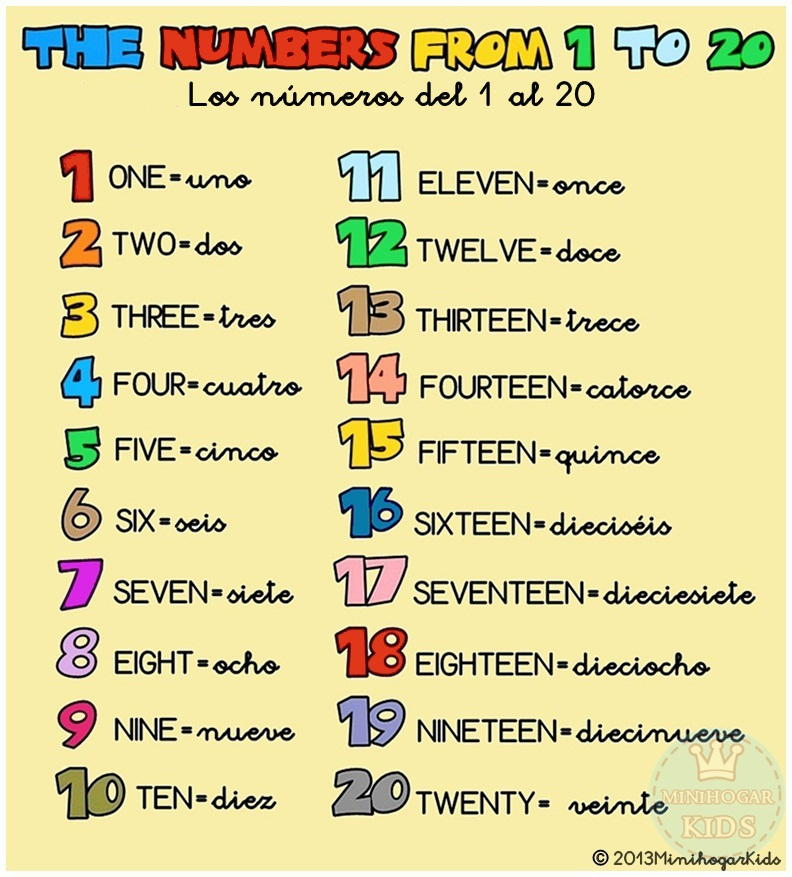 THE NUMBERS FROM 1 TO 20
Los números del 1 al 20
1 ONE=uno
2 TWO=dos
3 THREE=tres
4 FOUR=cuatro
5 FIVE=cinco
6 SIX=seis
7 SEVEN=siete
8 EIGHT=ocho
9 NINE=nueve
10 TEN=diez
11 ELEVEN=once
12 TWELVE=doce
13 THIRTEEN=trece
14 FOURTEEN=catorce
15 FIFTEEN=quince
16 SIXTEEN=dieciséis
17 SEVENTEEN=dieciesiete
18 EIGHTEEN=dieciocho
19 NINETEEN=diecinueve
20 TWENTY= veinte
MINIHOGAR
KIDS
© 2013MinihogarKids